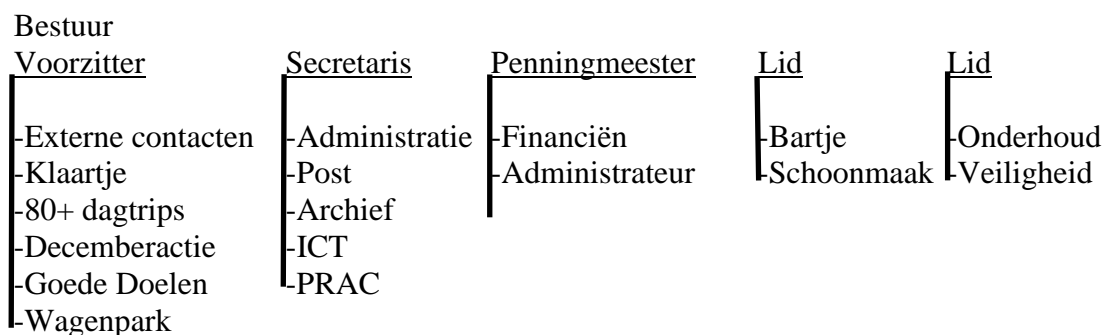 Bestuur
Voorzitter Secretaris Penningmeester Lid Lid
-Externe contacten -Administratie -Financiën -Bartje -Onderhoud
-Klaartje -Post -Administrateur -Schoonmaak -Veiligheid
-80+ dagtrips -Archief
-Decemberactie -ICT
-Goede Doelen -PRAC
-Wagenpark